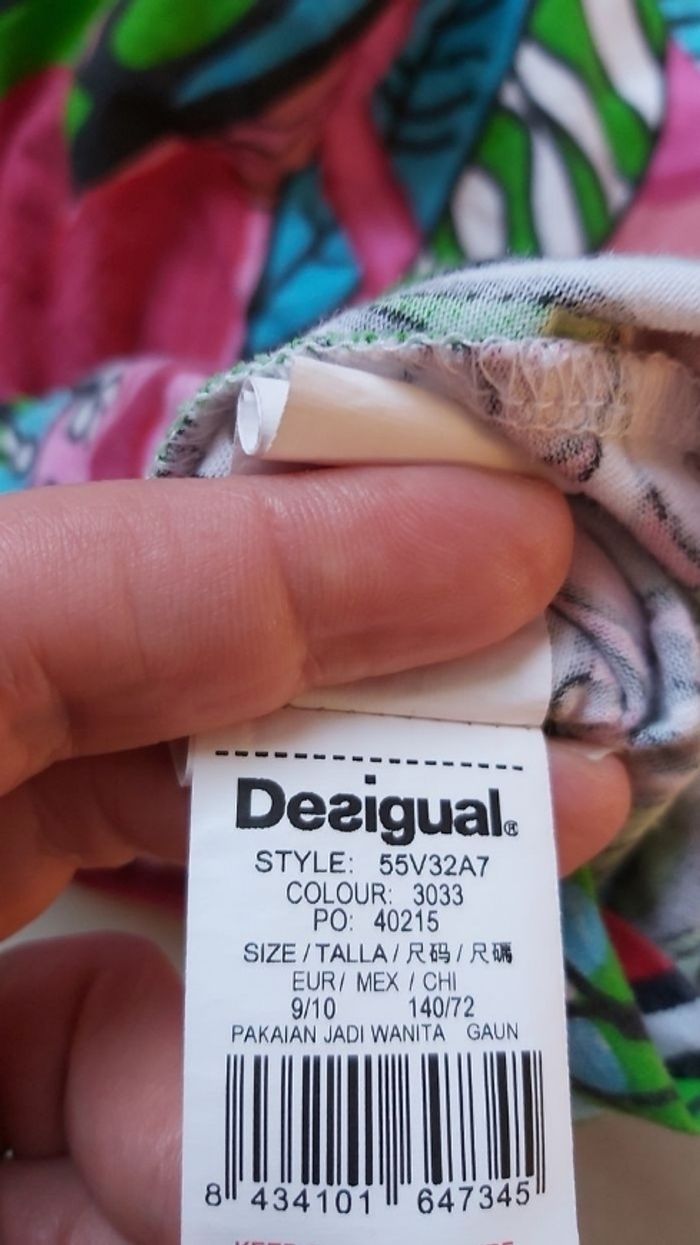 Desigual®
STYLE: 55V32A7
COLOUR: 3033
PO: 40215
SIZE / TALLA / 尺码 / 尺碼
EUR / MEX / CHI
9/10 140/72
PAKAIAN JADI WANITA GAUN
8 434101 647345